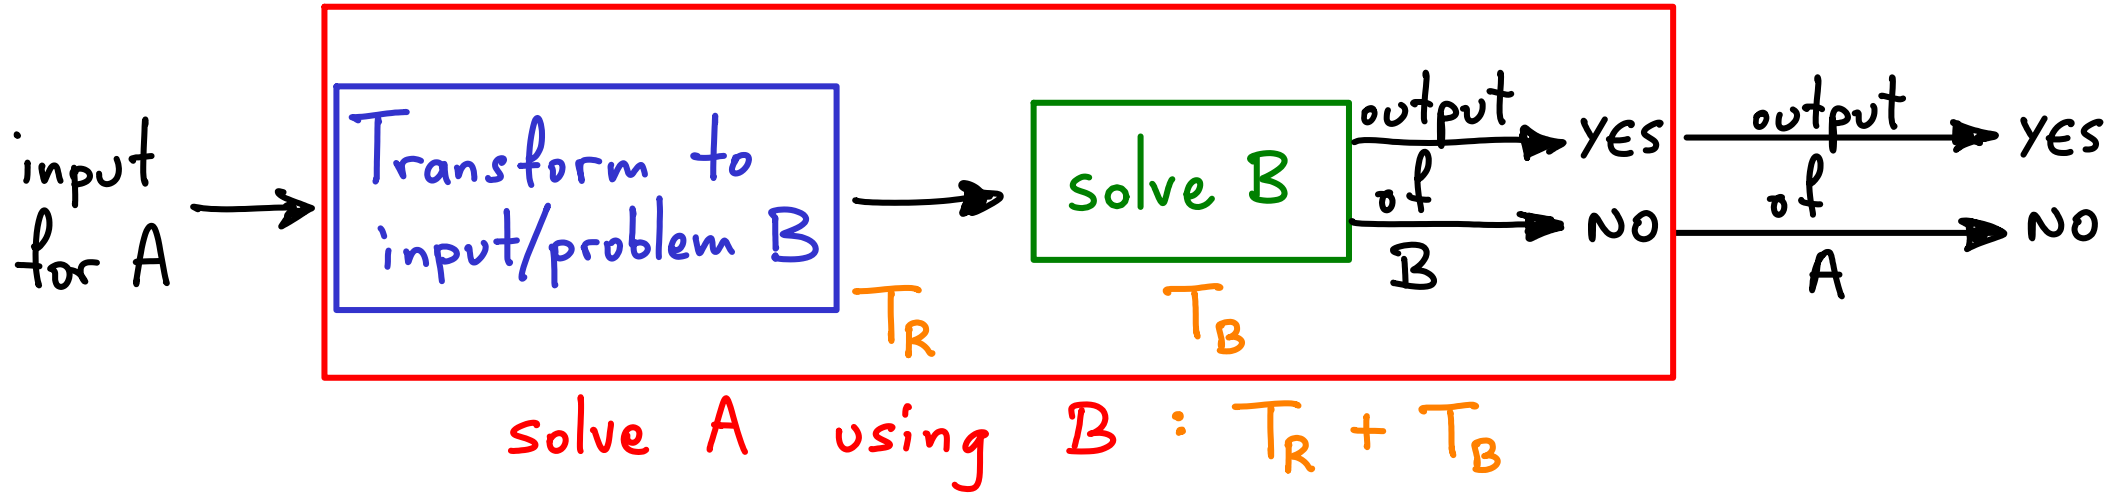 input
for A
Transform to
input/problem B
T_R
solve B
T_B
output
of
B
YES
NO
output
of
A
YES
NO
solve A using B : T_R + T_B